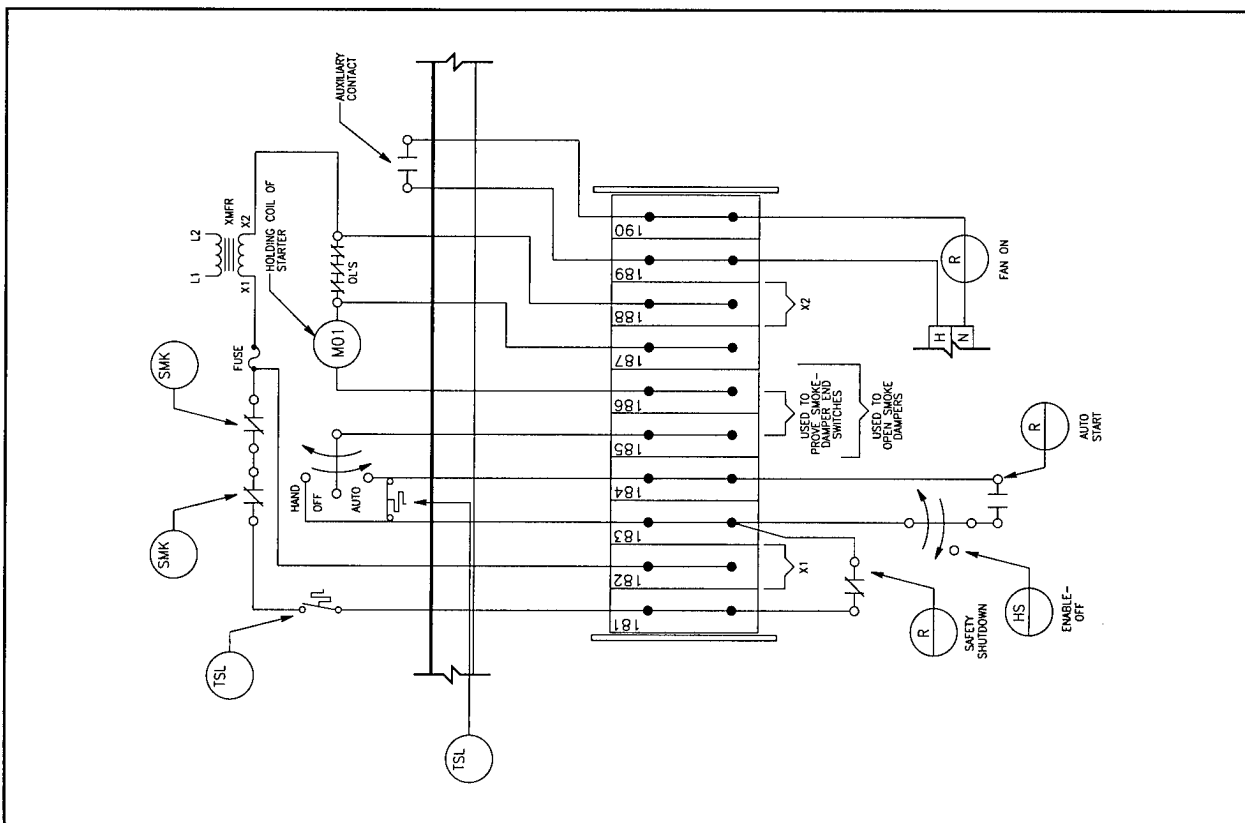 AUXILIARY
CONTACT
L1
L2
XMFR
X1
X2
HOLDING COIL OF
STARTER
SMK
SMK
FUSE
OL'S
M01
HAND
OFF
AUTO
TSL
TSL
181
182
183
184
185
186
187
188
189
190
X1
X2
USED TO
PROVE SMOKE-
DAMPER END
SWITCHES
USED TO
OPEN SMOKE
DAMPERS
H
N
R
FAN ON
R
AUTO
START
R
SAFETY
SHUTDOWN
HS
ENABLE-
OFF